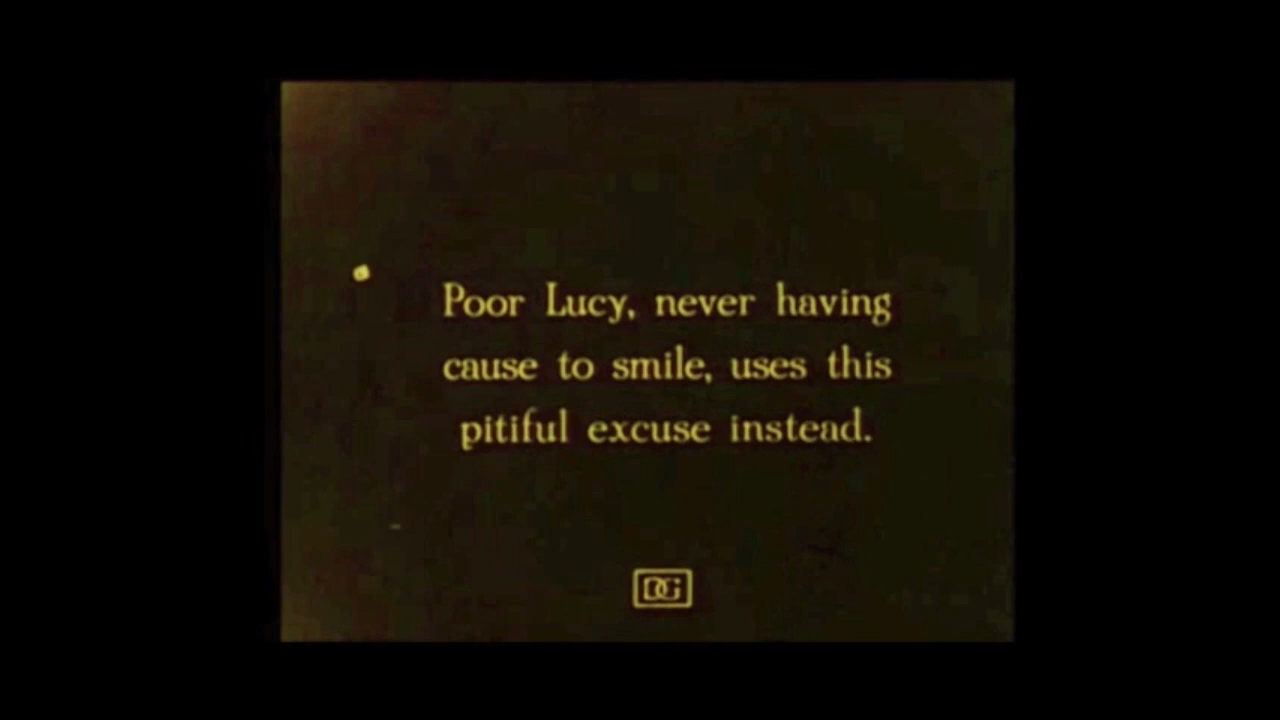 Poor Lucy, never having
cause to smile, uses this
pitiful excuse instead.
DG